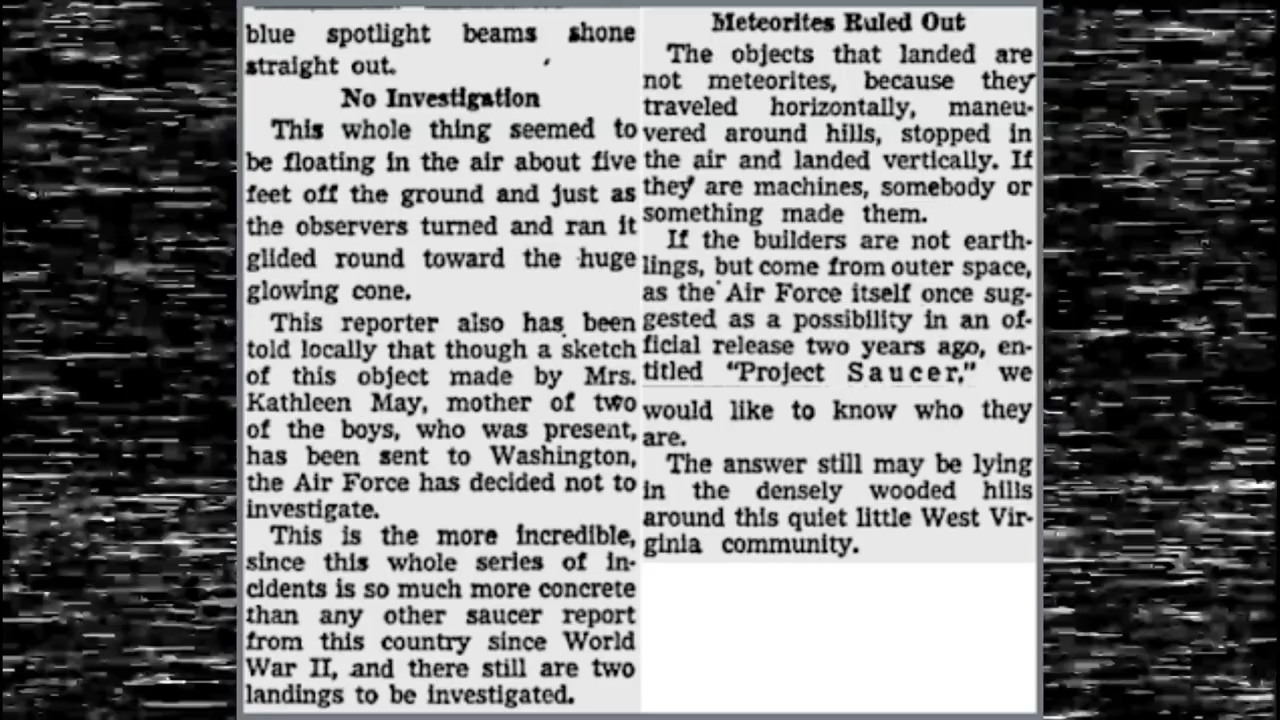 blue spotlight beams shone
straight out.
No Investigation
This whole thing seemed to
be floating in the air about five
feet off the ground and just as
the observers turned and ran it
glided round toward the huge
glowing cone.
This reporter also has been
told locally that though a sketch
of this object made by Mrs.
Kathleen May, mother of two
of the boys, who was present,
has been sent to Washington,
the Air Force has decided not to
investigate.
This is the more incredible,
since this whole series of in-
cidents is so much more concrete
than any other saucer report
from this country since World
War II, and there still are two
landings to be investigated.
Meteorites Ruled Out
The objects that landed are
not meteorites, because they
traveled horizontally, maneu-
vered around hills, stopped in
the air and landed vertically. If
they are machines, somebody or
something made them.
If the builders are not earth-
lings, but come from outer space,
as the Air Force itself once sug-
gested as a possibility in an of-
ficial release two years ago, en-
titled "Project Saucer," we
would like to know who they
are.
The answer still may be lying
in the densely wooded hills
around this quiet little West Vir-
ginia community.